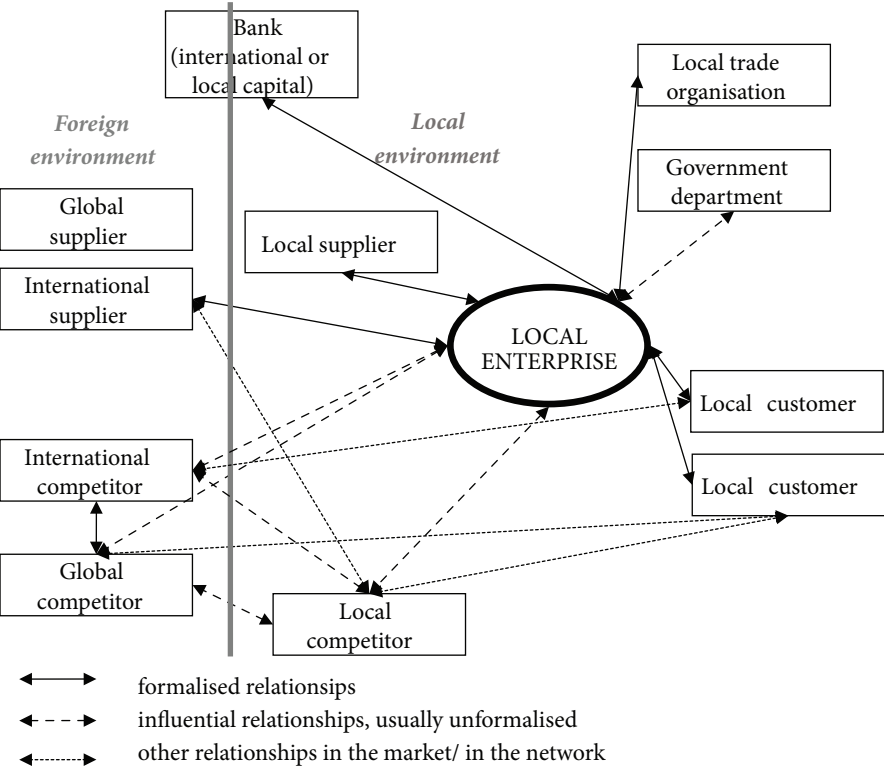 Bank
(international or
local capital)
Local trade
organisation
Foreign
environment
Local
environment
Government
department
Global
supplier
Local supplier
International
supplier
LOCAL
ENTERPRISE
Local customer
International
competitor
Local customer
Global
competitor
Local
competitor
formalised relationsips
influential relationships, usually unformalised
other relationships in the market/ in the network